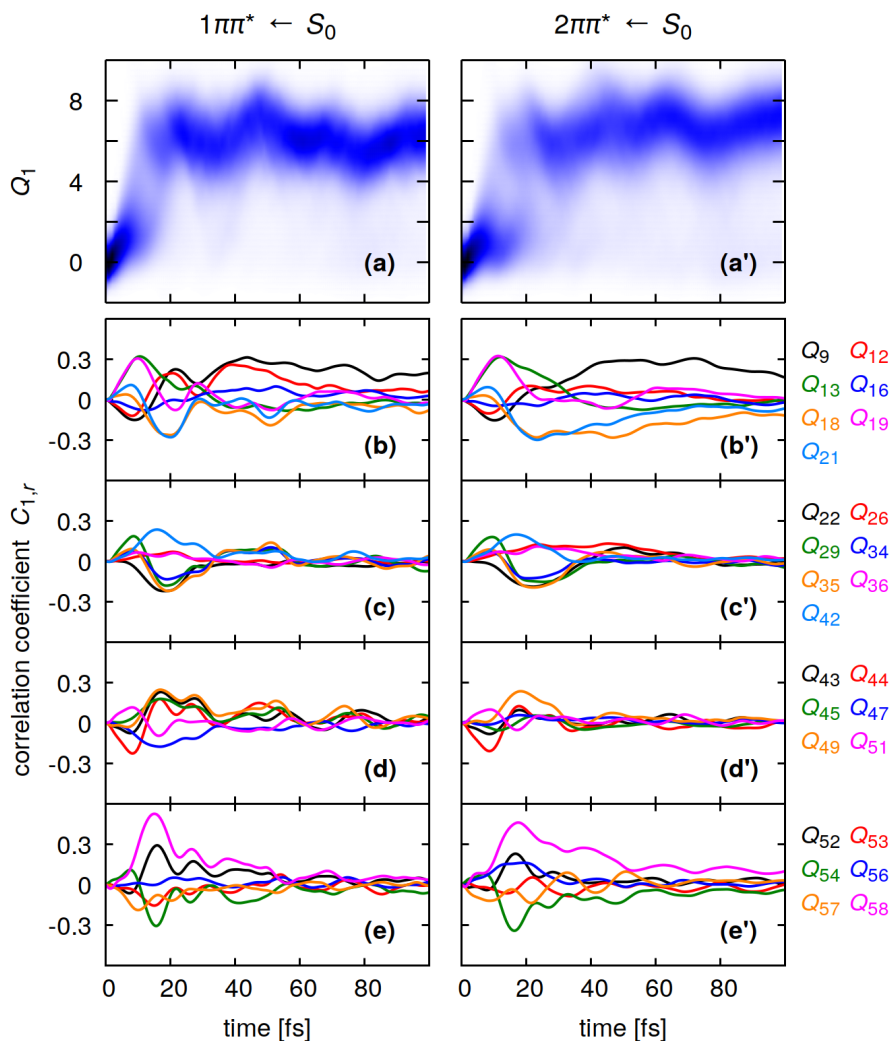 1ππ* ← S0 2ππ* ← S0
8
4
0
Q1
(a) (a')
0.3
0
-0.3
(b) (b')
Q9 Q12
Q13 Q16
Q18 Q19
Q21
0.3
0
-0.3
(c) (c')
Q22 Q26
Q29 Q34
Q35 Q36
Q42
correlation coefficient C1,r
0.3
0
-0.3
(d) (d')
Q43 Q44
Q45 Q47
Q49 Q51
0.3
0
-0.3
(e) (e')
Q52 Q53
Q54 Q56
Q57 Q58
0 20 40 60 80 0 20 40 60 80
time [fs] time [fs]